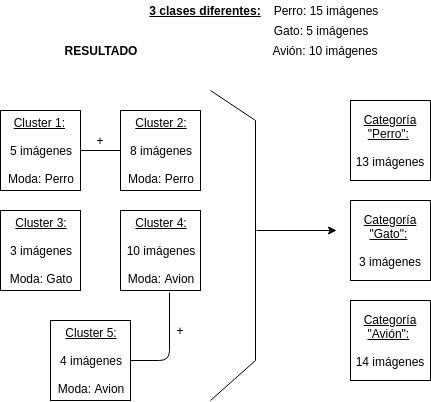 3 clases diferentes: Perro: 15 imágenes
Gato: 5 imágenes
RESULTADO Avión: 10 imágenes
Cluster 1:
5 imágenes
Moda: Perro
+
Cluster 2:
8 imágenes
Moda: Perro
Cluster 3:
3 imágenes
Moda: Gato
Cluster 4:
10 imágenes
Moda: Avion
+
Cluster 5:
4 imágenes
Moda: Avion
Categoría
"Perro":
13 imágenes
Categoría
"Gato":
3 imágenes
Categoría
"Avión":
14 imágenes